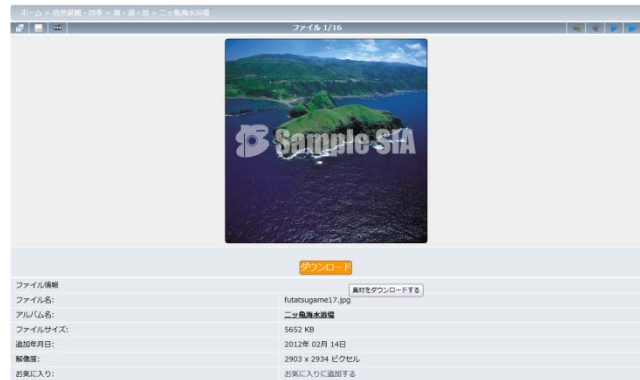 ホーム > 自然景観・四季 > 海・湖・池 > 二ッ亀海水浴場
ファイル 1/16
Sample SIA
ダウンロード
素材をダウンロードする
ファイル情報
ファイル名: futatsugame17.jpg
アルバム名: 二ッ亀海水浴場
ファイルサイズ: 5652 KB
追加年月日: 2012年 02月 14日
解像度: 2903 x 2934 ピクセル
お気に入り: お気に入りに追加する